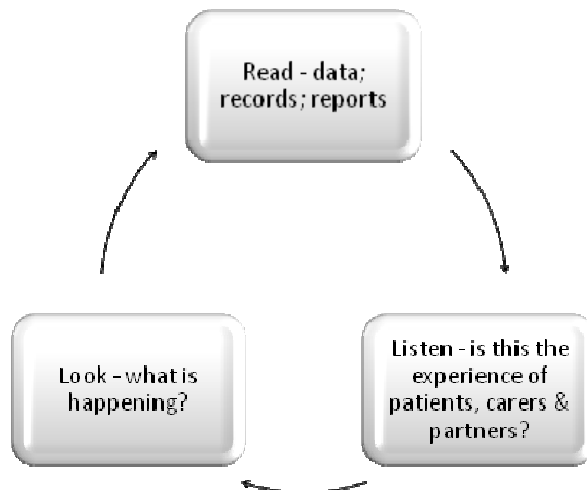 Read - data;
records; reports
Listen - is this the
experience of
patients, carers &
partners?
Look - what is
happening?